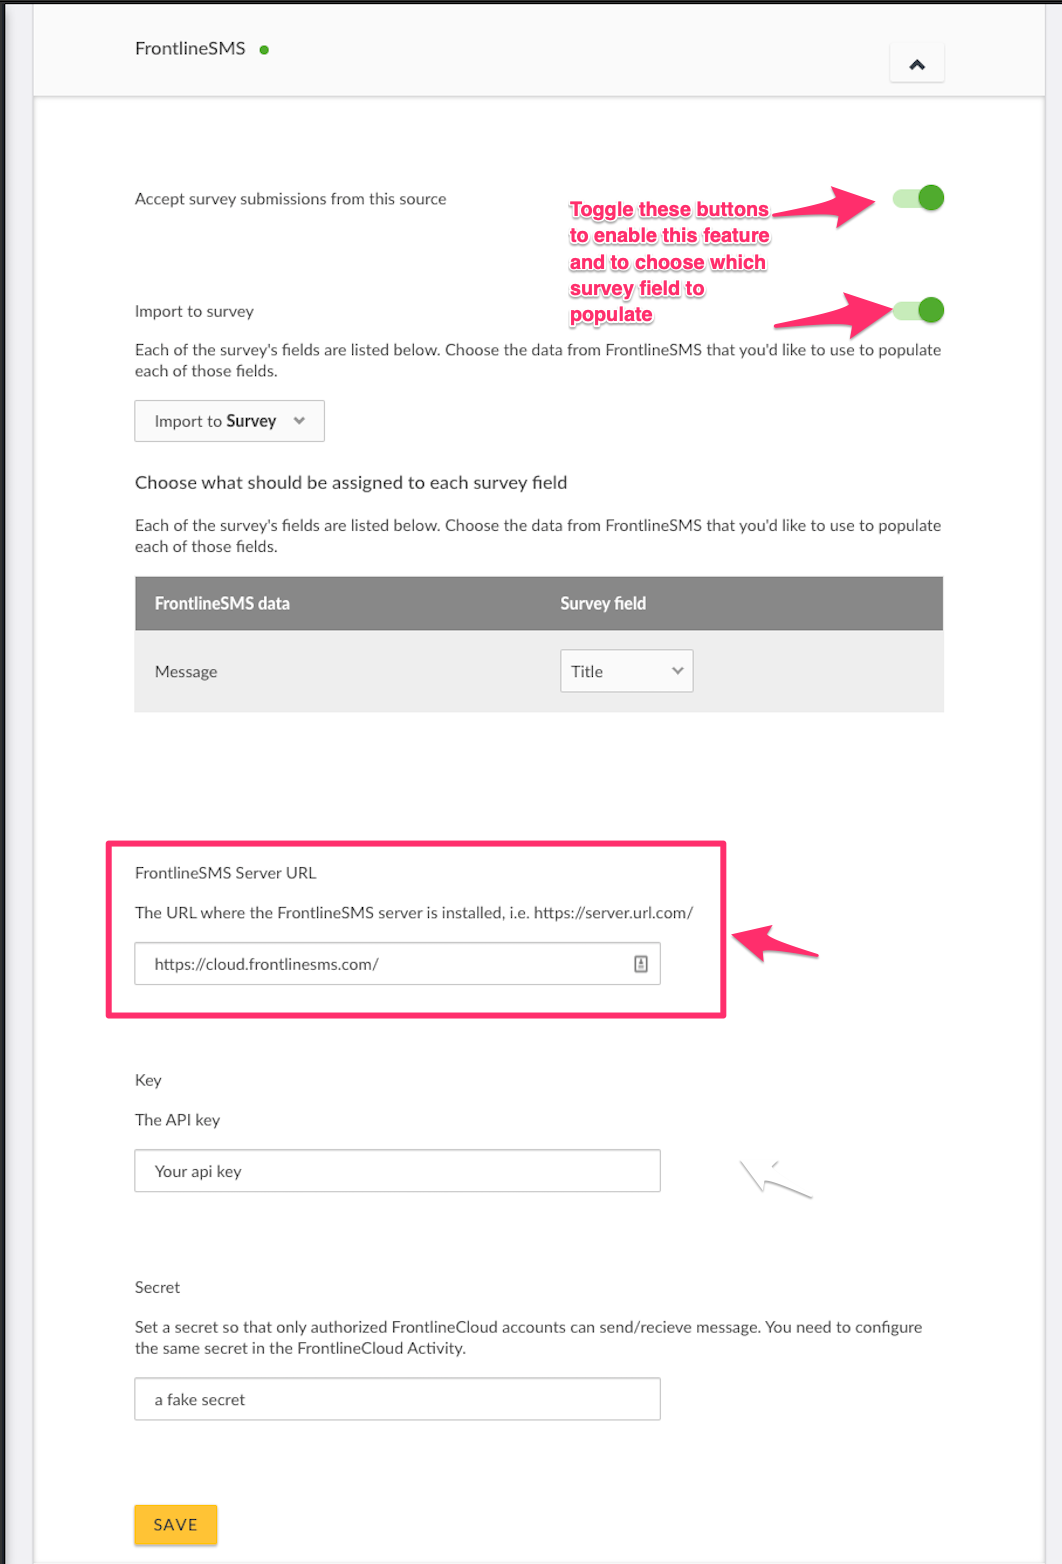 FrontlineSMS
Accept survey submissions from this source
Toggle these buttons
to enable this feature
and to choose which
survey field to
populate
Import to survey
Each of the survey's fields are listed below. Choose the data from FrontlineSMS that you'd like to use to populate
each of those fields.
Import to Survey
Choose what should be assigned to each survey field
Each of the survey's fields are listed below. Choose the data from FrontlineSMS that you'd like to use to populate
each of those fields.
FrontlineSMS data Survey field
Message Title
FrontlineSMS Server URL
The URL where the FrontlineSMS server is installed, i.e. https://server.url.com/
https://cloud.frontlinesms.com/
Key
The API key
Your api key
Secret
Set a secret so that only authorized FrontlineCloud accounts can send/recieve message. You need to configure
the same secret in the FrontlineCloud Activity.
a fake secret
SAVE